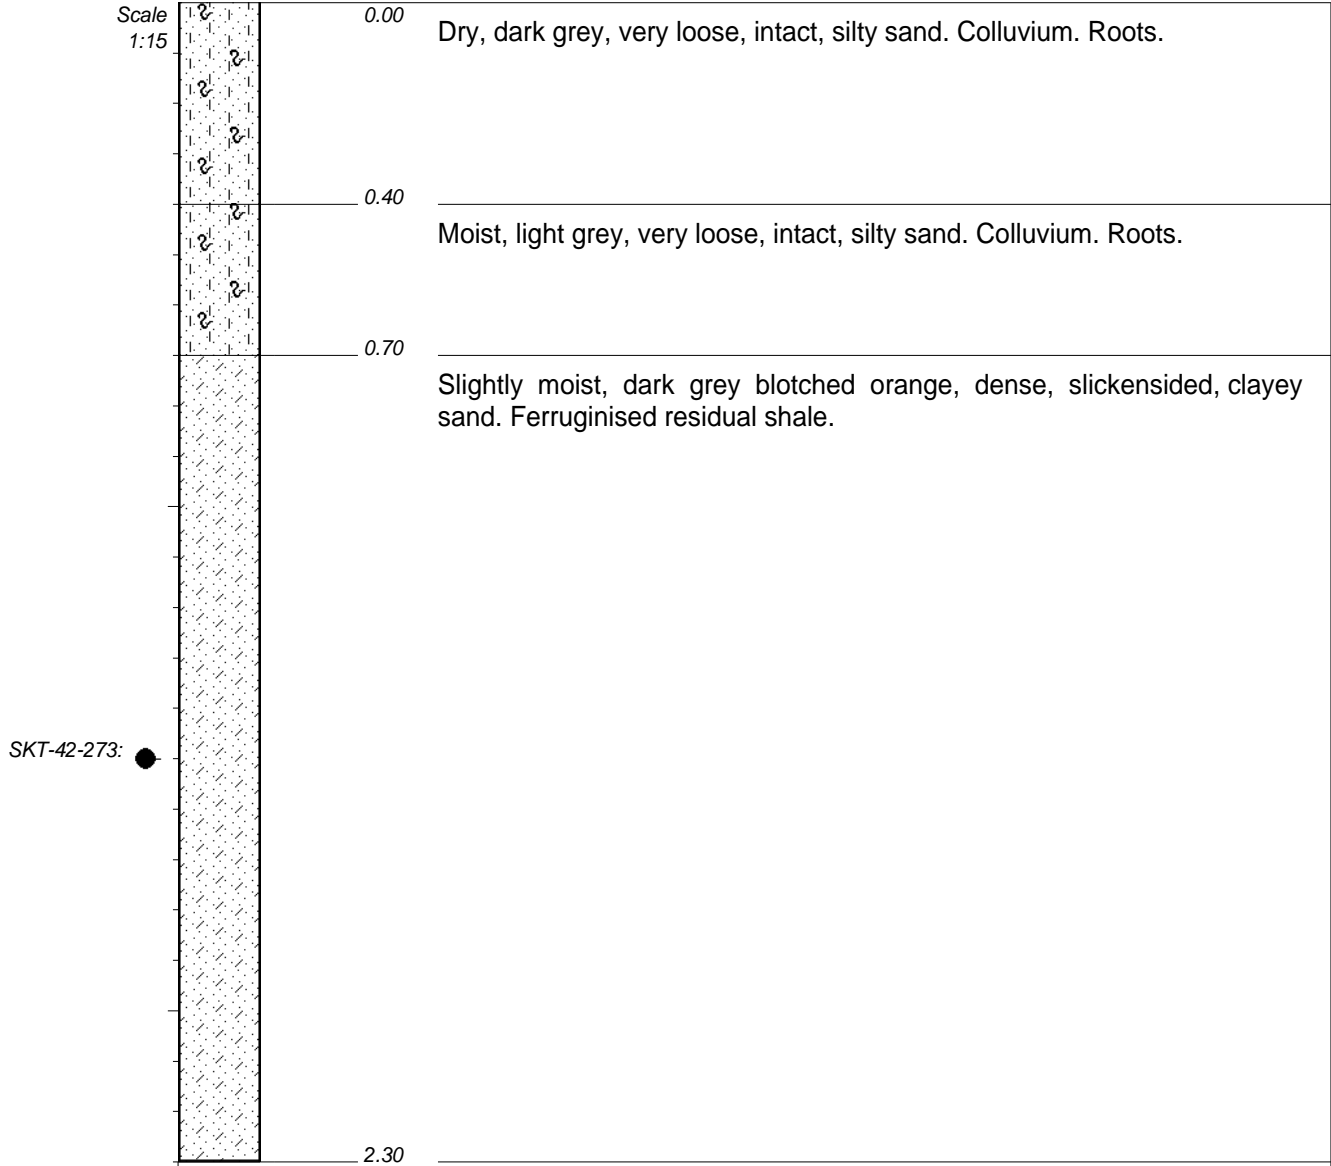 Scale
1:15
0.00
Dry, dark grey, very loose, intact, silty sand. Colluvium. Roots.
0.40
Moist, light grey, very loose, intact, silty sand. Colluvium. Roots.
0.70
Slightly moist, dark grey blotched orange, dense, slickensided, clayey
sand. Ferruginised residual shale.
SKT-42-273:
2.30